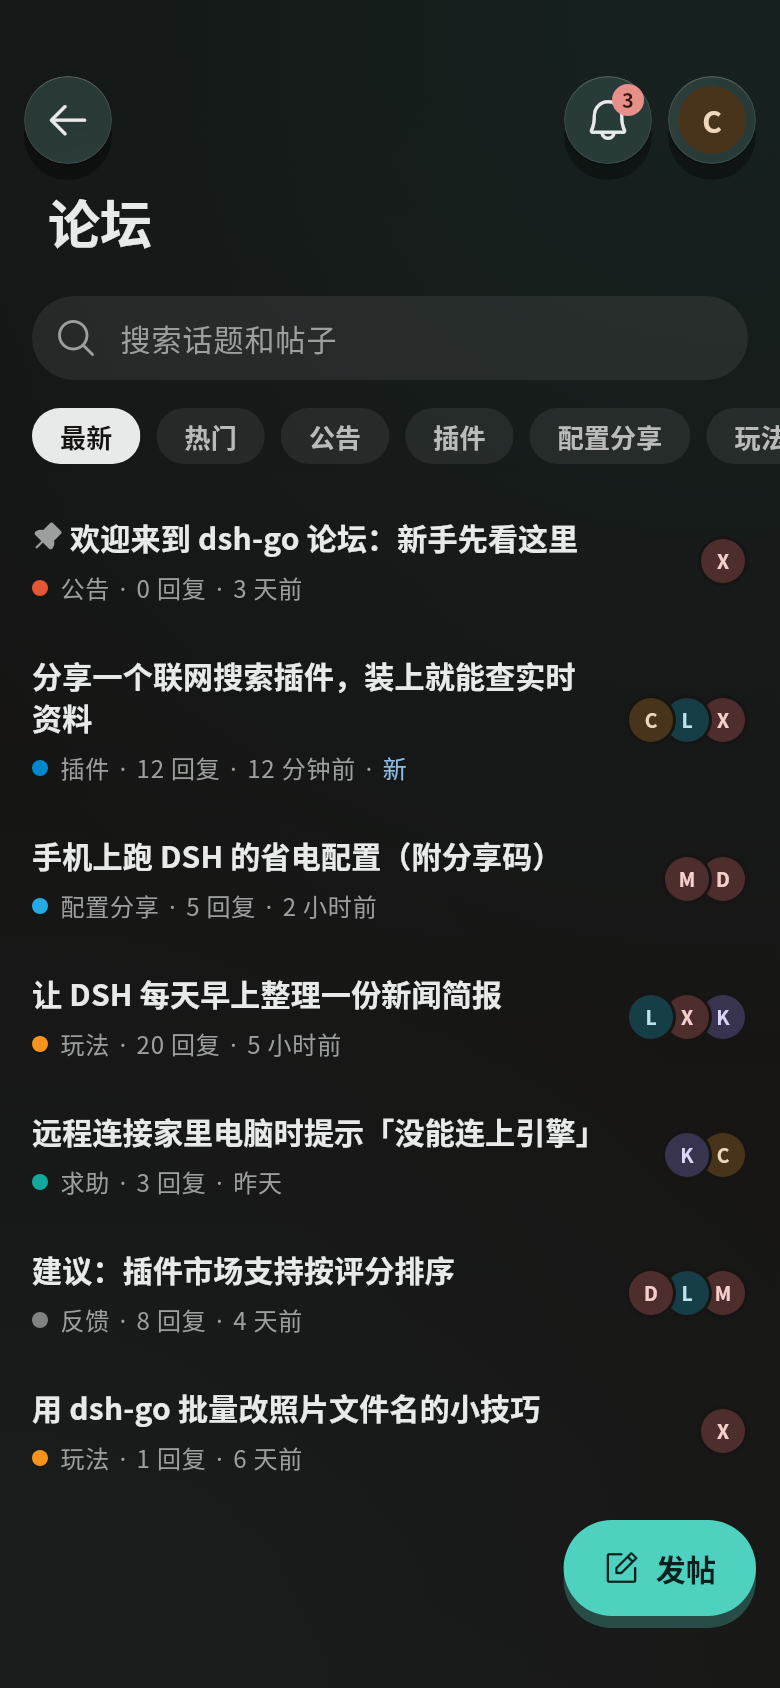 3
C
论坛
搜索话题和帖子
最新 热门 公告 插件 配置分享 玩法
欢迎来到 dsh-go 论坛：新手先看这里
公告 · 0 回复 · 3 天前
X
分享一个联网搜索插件，装上就能查实时
资料
C L X
插件 · 12 回复 · 12 分钟前 · 新
手机上跑 DSH 的省电配置（附分享码）
M D
配置分享 · 5 回复 · 2 小时前
让 DSH 每天早上整理一份新闻简报
L X K
玩法 · 20 回复 · 5 小时前
远程连接家里电脑时提示「没能连上引擎」
K C
求助 · 3 回复 · 昨天
建议：插件市场支持按评分排序
D L M
反馈 · 8 回复 · 4 天前
用 dsh-go 批量改照片文件名的小技巧
X
玩法 · 1 回复 · 6 天前
发帖